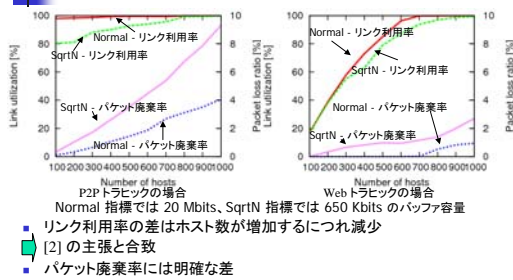 100
80
60
40
20
0
Link utilization [%]
10
8
6
4
2
0
Packet loss ratio [%]
Normal - リンク利用率
SqrtN - リンク利用率
SqrtN - パケット廃棄率
Normal - パケット廃棄率
100 200 300 400 500 600 700 800 900 1000
Number of hosts
P2P トラヒックの場合
100
80
60
40
20
0
Link utilization [%]
10
8
6
4
2
0
Packet loss ratio [%]
Normal - リンク利用率
SqrtN - リンク利用率
Normal - パケット廃棄率
SqrtN - パケット廃棄率
100 200 300 400 500 600 700 800 900 1000
Number of hosts
Web トラヒックの場合
Normal 指標では 20 Mbits、SqrtN 指標では 650 Kbits のバッファ容量
リンク利用率の差はホスト数が増加するにつれ減少
[2] の主張と合致
パケット廃棄率には明確な差